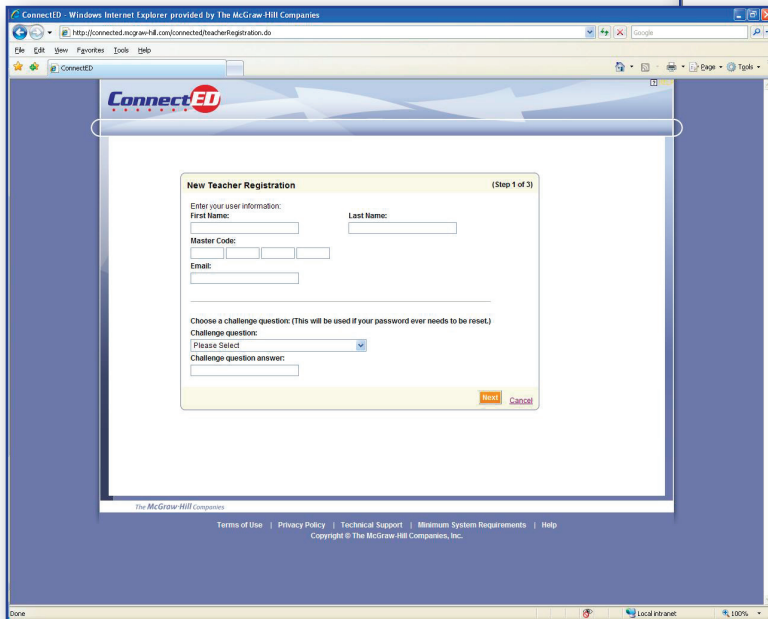 ConnectED - Windows Internet Explorer provided by The McGraw-Hill Companies
http://connected.mcgraw-hill.com/connected/teacherRegistration.do
Google
File Edit View Favorites Tools Help
ConnectED
Page Tools
ConnectED
New Teacher Registration (Step 1 of 3)
Enter your user information:
First Name: Last Name:
Master Code:
Email:
Choose a challenge question: (This will be used if your password ever needs to be reset.)
Challenge question:
Please Select
Challenge question answer:
Next Cancel
The McGraw-Hill Companies
Terms of Use | Privacy Policy | Technical Support | Minimum System Requirements | Help
Copyright © The McGraw-Hill Companies, Inc.
Done Local intranet 100%